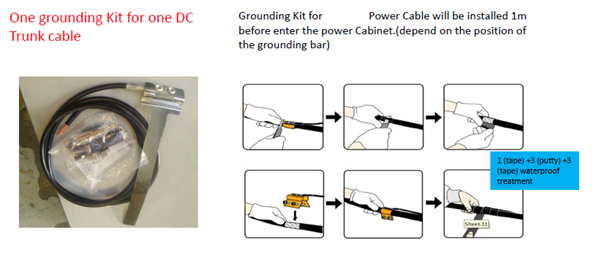 One grounding Kit for one DC
Trunk cable
Grounding Kit for Power Cable will be installed 1m
before enter the power Cabinet.(depend on the position of
the grounding bar)
1 (tape) +3 (putty) +3
(tape) waterproof
treatment
Sheet 11